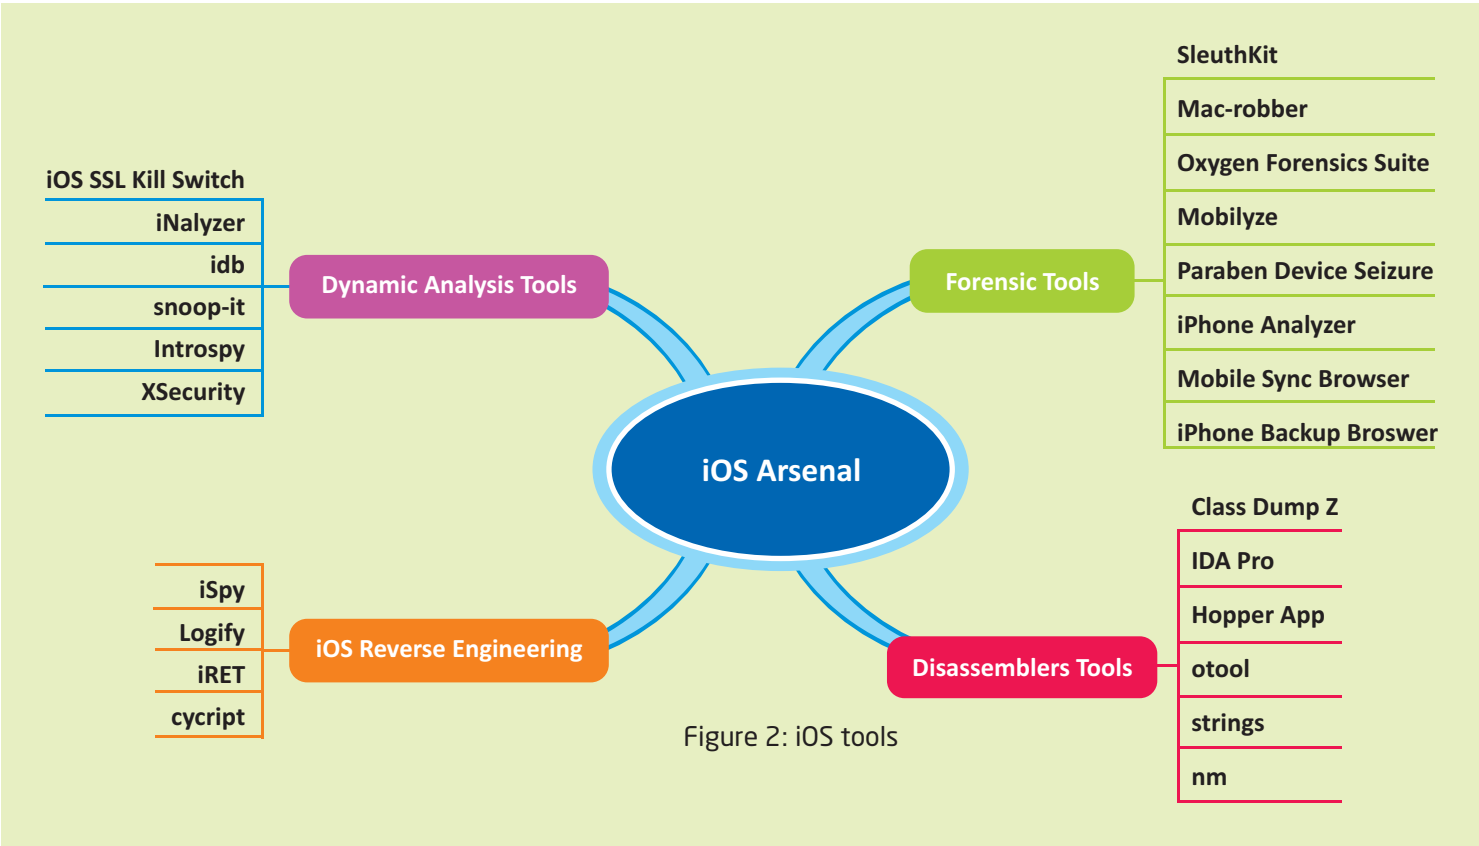 iOS SSL Kill Switch
iNalyzer
idb
snoop-it
Introspy
XSecurity
Dynamic Analysis Tools
SleuthKit
Mac-robber
Oxygen Forensics Suite
Mobilyze
Paraben Device Seizure
iPhone Analyzer
Mobile Sync Browser
iPhone Backup Broswer
Forensic Tools
iOS Arsenal
iSpy
Logify
iRET
cycript
iOS Reverse Engineering
Class Dump Z
IDA Pro
Hopper App
otool
strings
nm
Disassemblers Tools
Figure 2: iOS tools